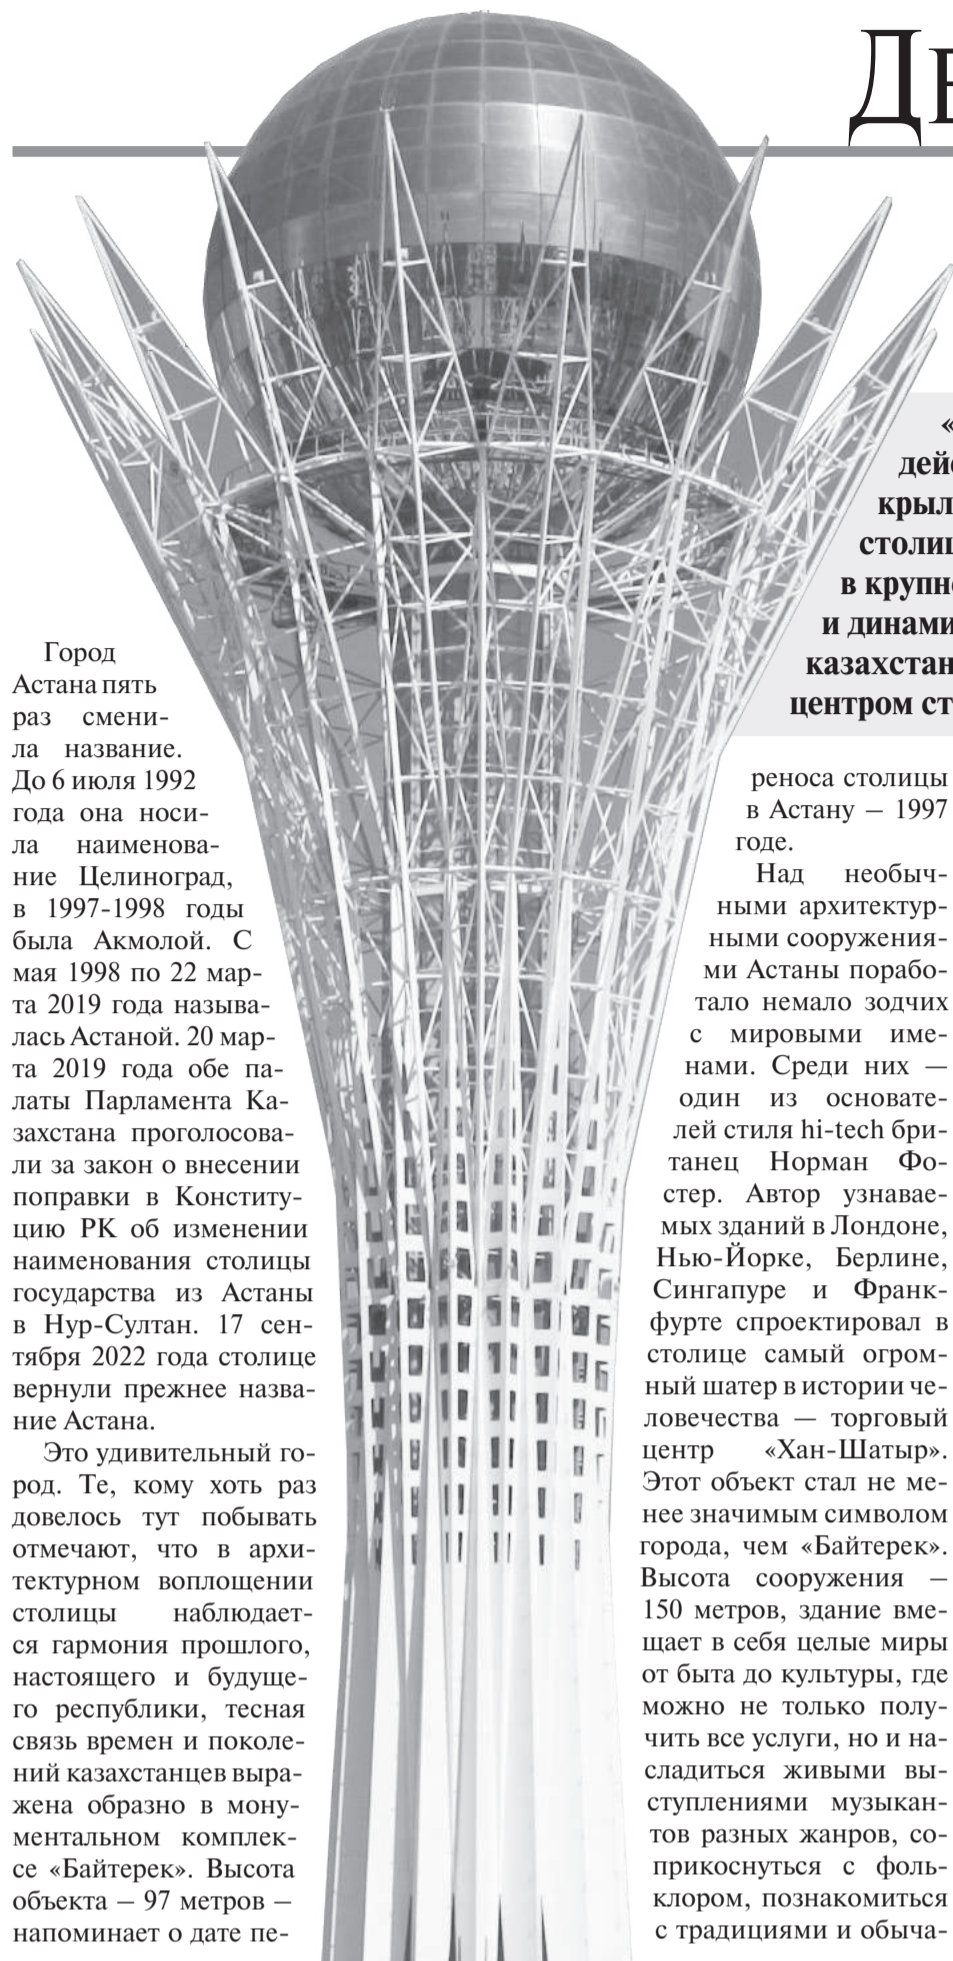 Город
Астана пять
раз смени-
ла название.
До 6 июля 1992
года она носи-
ла наименова-
ние Целиноград,
в 1997-1998 годы
была Акмолой. С
мая 1998 по 22 мар-
та 2019 года называ-
лась Астаной. 20 мар-
та 2019 года обе па-
латы Парламента Ка-
захстана проголосова-
ли за закон о внесении
поправки в Конститу-
цию РК об изменении
наименования столицы
государства из Астаны
в Нур-Султан. 17 сен-
тября 2022 года столице
вернули прежнее назва-
ние Астана.
Это удивительный го-
род. Те, кому хоть раз
довелось тут побывать
отмечают, что в архи-
тектурном воплощении
столицы наблюдает-
ся гармония прошлого,
настоящего и будуще-
го республики, тесная
связь времен и поколе-
ний казахстанцев выра-
жена образно в мону-
ментальном комплек-
се «Байтерек». Высота
объекта – 97 метров –
напоминает о дате пе-
«
дейс
крыл
столиц
в крупн
и динами
казахстан
центром ст
реноса столицы
в Астану – 1997
годе.
Над необыч-
ными архитектур-
ными сооружения-
ми Астаны порабо-
тало немало зодчих
с мировыми име-
нами. Среди них –
один из основате-
лей стиля hi-tech бри-
танец Норман Фо-
стер. Автор узнавае-
мых зданий в Лондоне,
Нью-Йорке, Берлине,
Сингапуре и Франк-
фурте спроектировал в
столице самый огром-
ный шатер в истории че-
ловечества — торговый
центр «Хан-Шатыр».
Этот объект стал не ме-
нее значимым символом
города, чем «Байтерек».
Высота сооружения –
150 метров, здание вме-
щает в себя целые миры
от быта до культуры, где
можно не только полу-
чить все услуги, но и на-
сладиться живыми вы-
ступлениями музыкан-
тов разных жанров, со-
прикоснуться с фоль-
клором, познакомиться
с традициями и обыча-